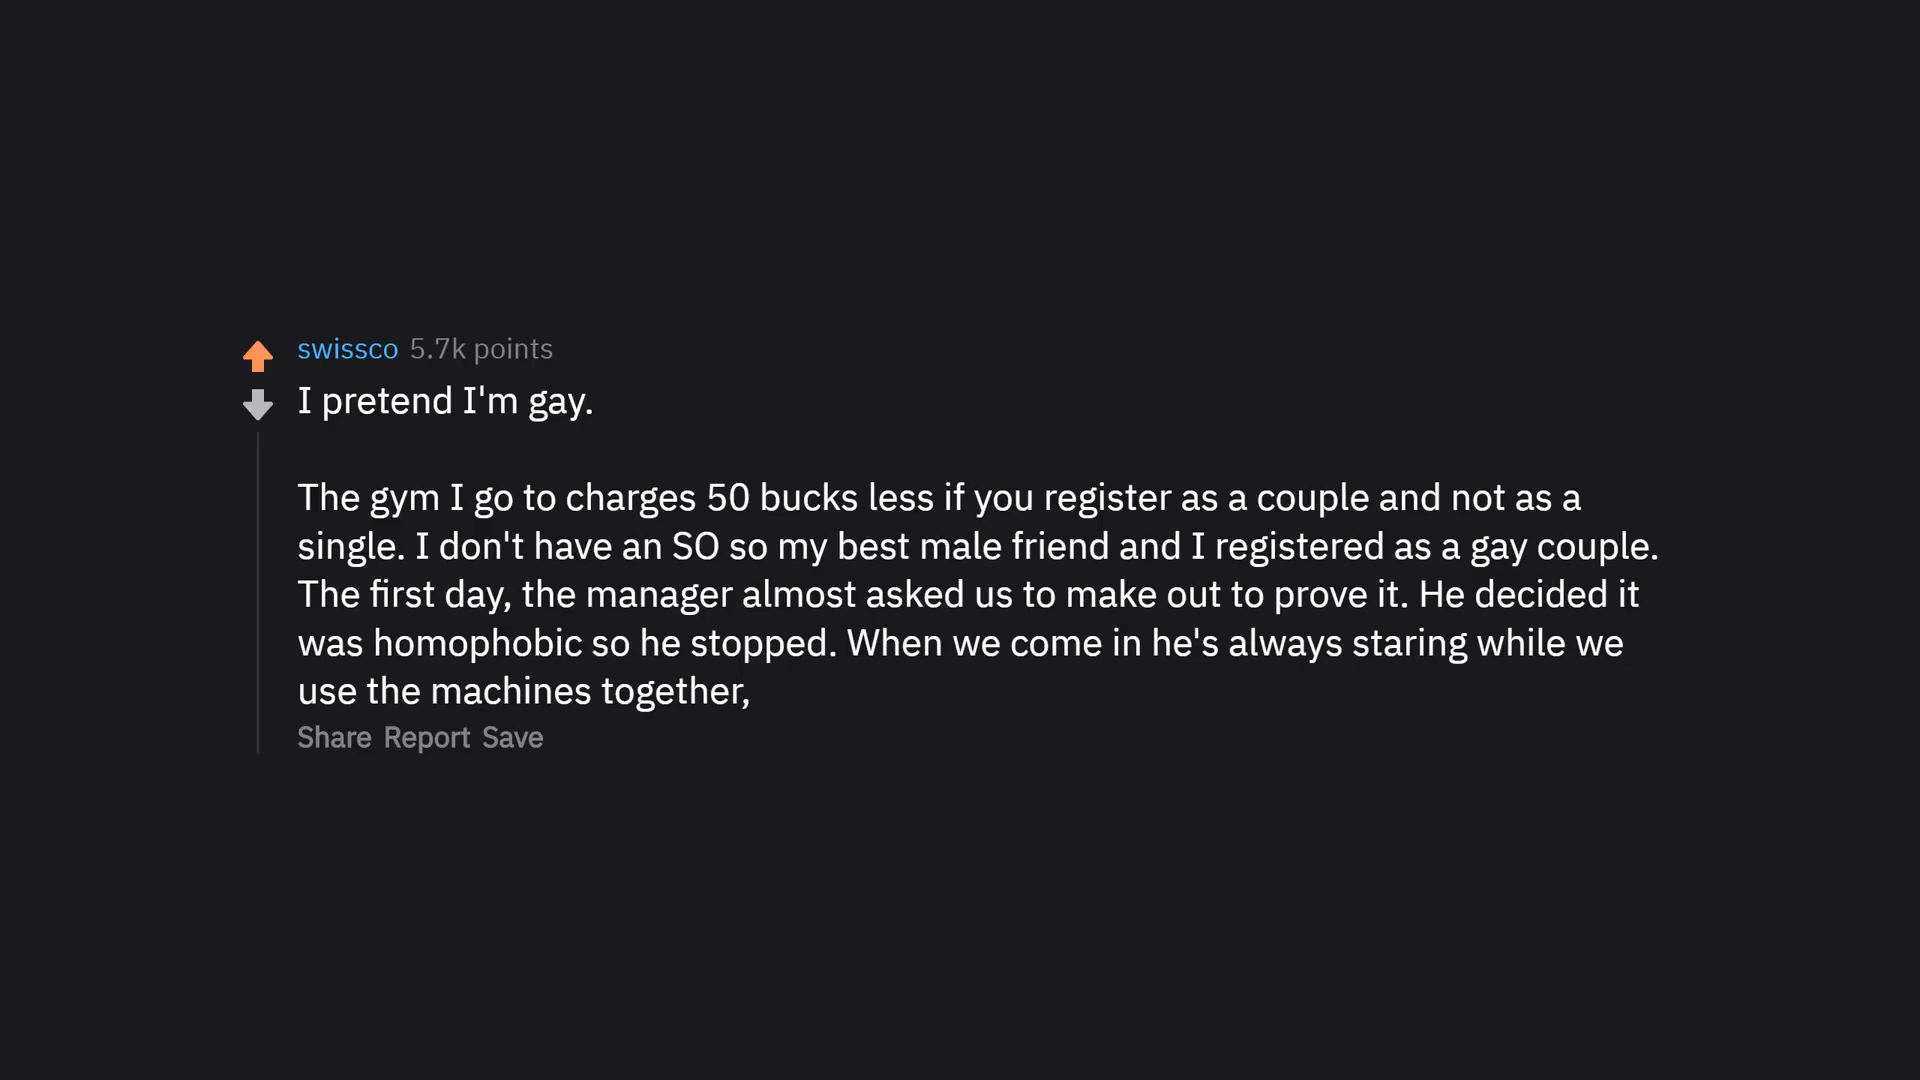 swissco 5.7k points
I pretend I'm gay.
The gym I go to charges 50 bucks less if you register as a couple and not as a
single. I don't have an SO so my best male friend and I registered as a gay couple.
The first day, the manager almost asked us to make out to prove it. He decided it
was homophobic so he stopped. When we come in he's always staring while we
use the machines together,
Share Report Save